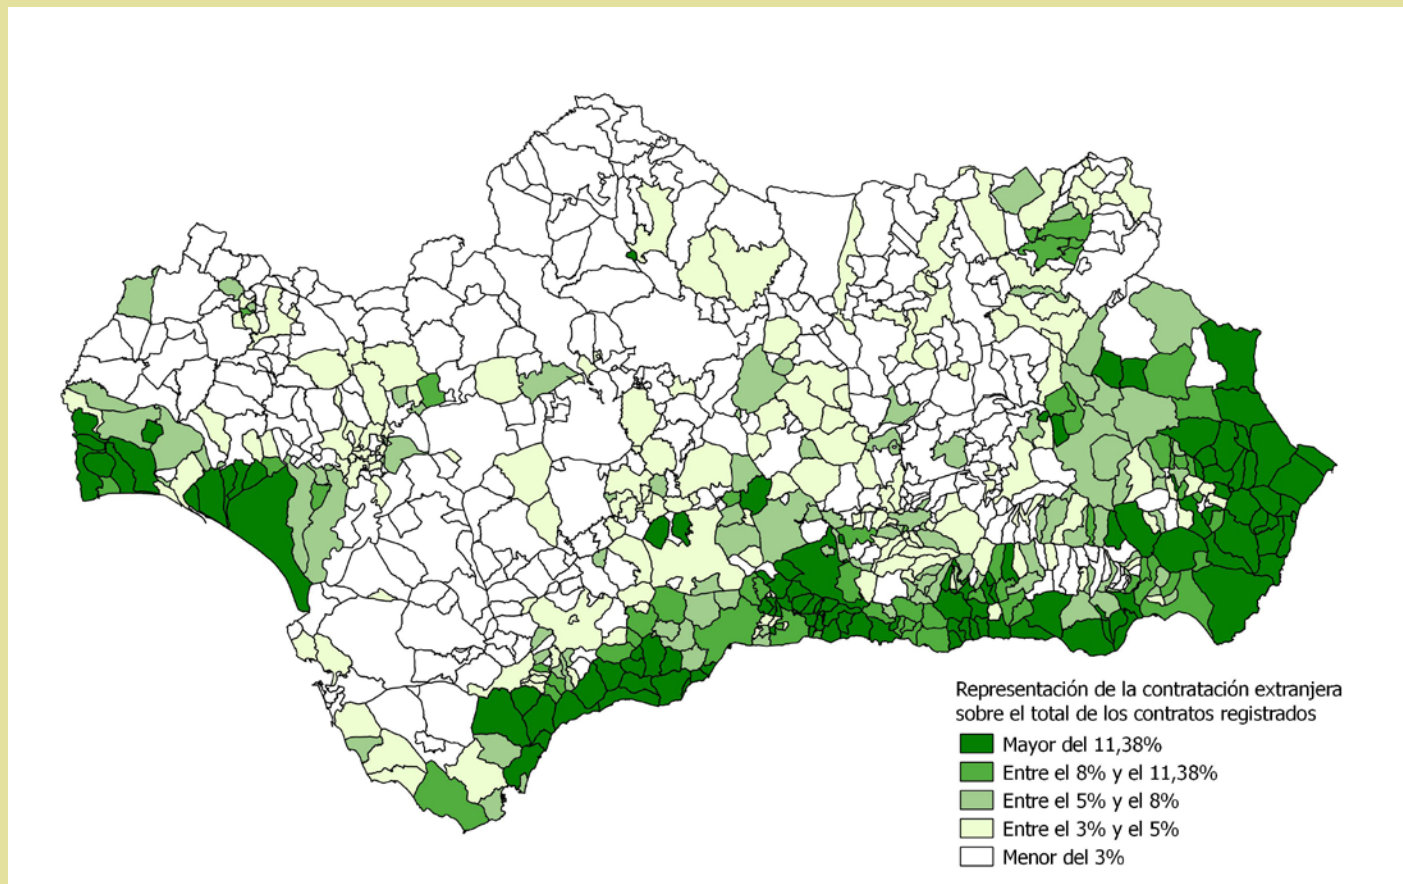 Representación de la contratación extranjera
sobre el total de los contratos registrados
Mayor del 11,38%
Entre el 8% y el 11,38%
Entre el 5% y el 8%
Entre el 3% y el 5%
Menor del 3%